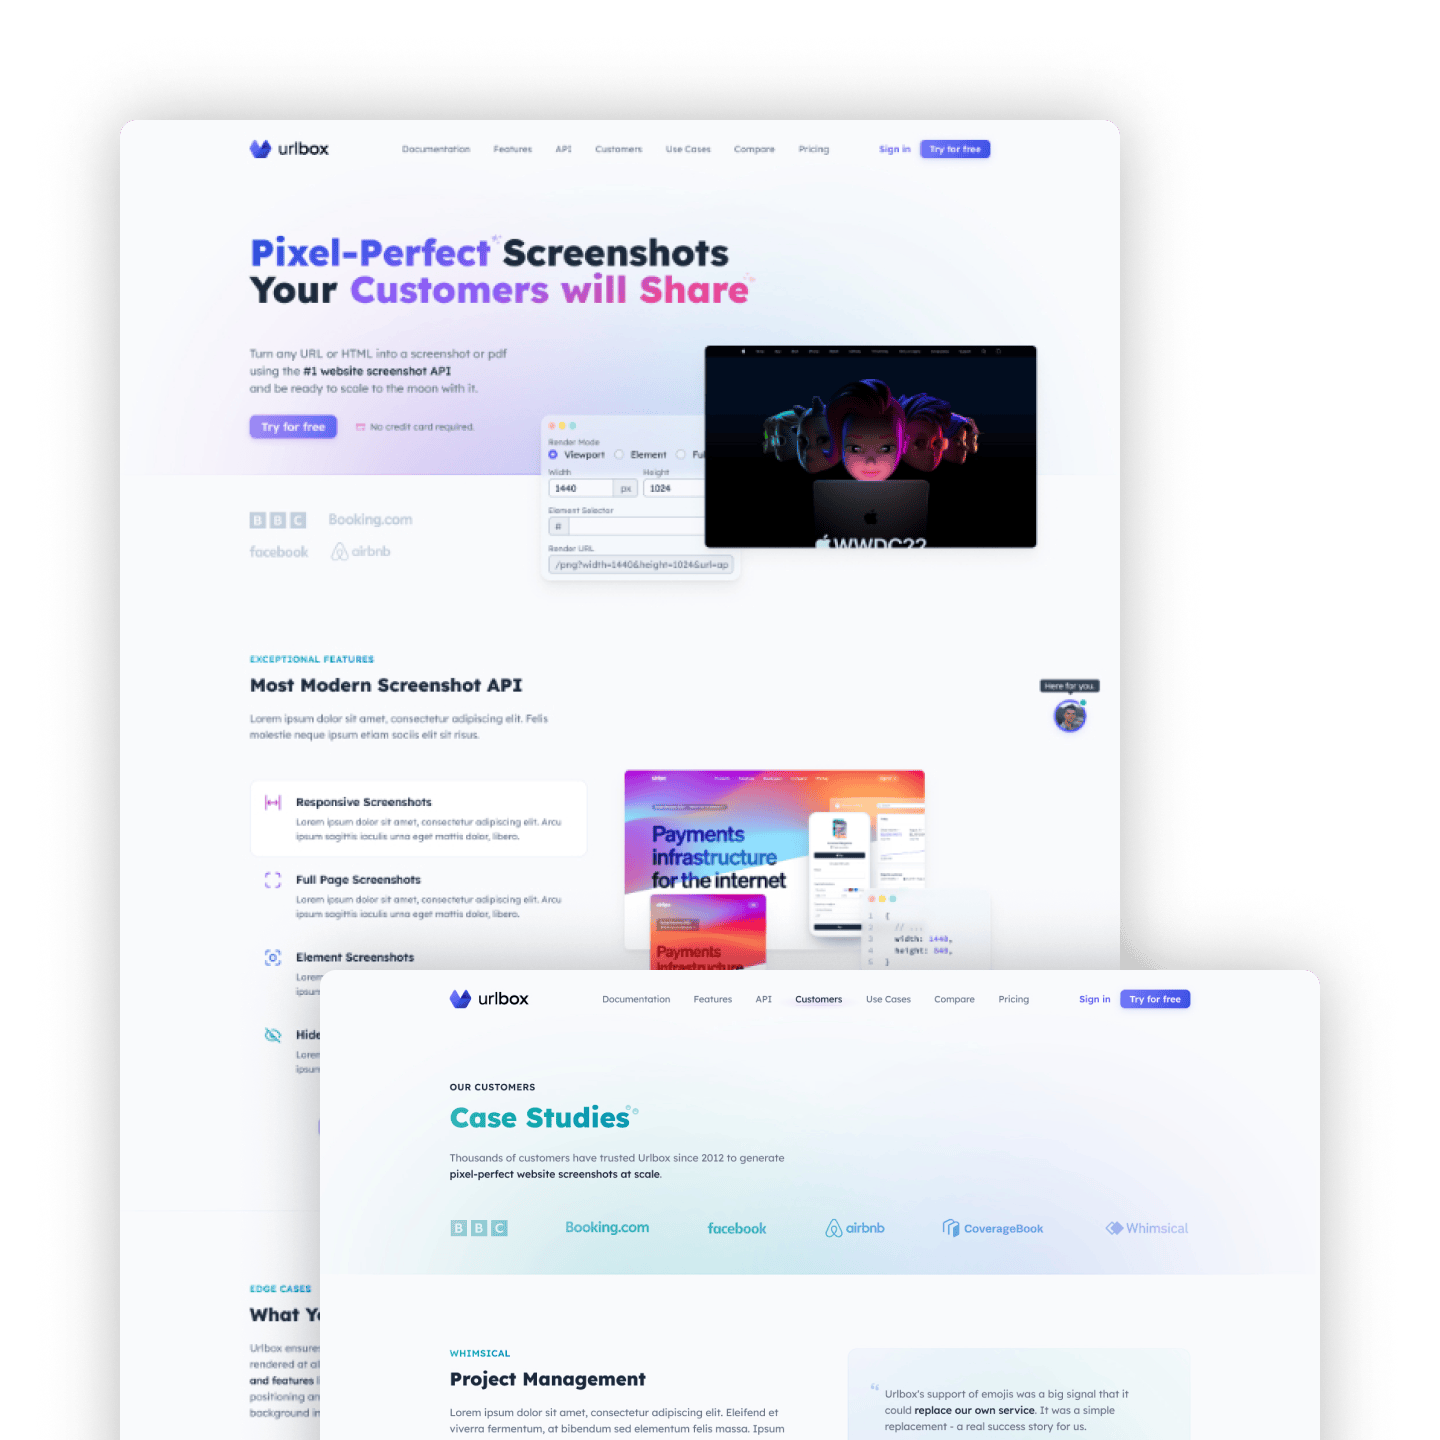 urlbox
Documentation Features API Customers Use Cases Compare Pricing Sign in Try for free
Pixel-Perfect Screenshots
Your Customers will Share
Turn any URL or HTML into a screenshot or pdf
using the #1 website screenshot API
and be ready to scale to the moon with it.
Try for free No credit card required.
Render Mode
Viewport Element Ful
Width Height
1440 px 1024
Element Selector
#
Render URL
/png?width=1440&height=1024&url=ap
WWDC22
BBC Booking.com
facebook airbnb
EXCEPTIONAL FEATURES
Most Modern Screenshot API
Lorem ipsum dolor sit amet, consectetur adipiscing elit. Felis
molestie neque ipsum etiam sociis elit sit risus.
Here for you.
Responsive Screenshots
Lorem ipsum dolor sit amet, consectetur adipiscing elit. Arcu
ipsum sagittis iaculis urna eget mattis dolor, libero.
Full Page Screenshots
Lorem ipsum dolor sit amet, consectetur adipiscing elit. Arcu
ipsum sagittis iaculis urna eget mattis dolor, libero.
Element Screenshots
Lorem
ipsum
Hide
Lorem
ipsum
Payments
infrastructure
for the internet
Payments
infrastructure
1 {
2 // ...
3 width: 1440,
4 height: 840,
5 }
EDGE CASES
What Yo
Urlbox ensures
rendered at al
and features l
positioning an
background in
urlbox
Documentation Features API Customers Use Cases Compare Pricing Sign in Try for free
OUR CUSTOMERS
Case Studies
Thousands of customers have trusted Urlbox since 2012 to generate
pixel-perfect website screenshots at scale.
BBC Booking.com facebook airbnb CoverageBook Whimsical
WHIMSICAL
Project Management
Lorem ipsum dolor sit amet, consectetur adipiscing elit. Eleifend et
viverra fermentum, at bibendum sed elementum felis massa. Ipsum
“ Urlbox's support of emojis was a big signal that it
could replace our own service. It was a simple
replacement - a real success story for us.